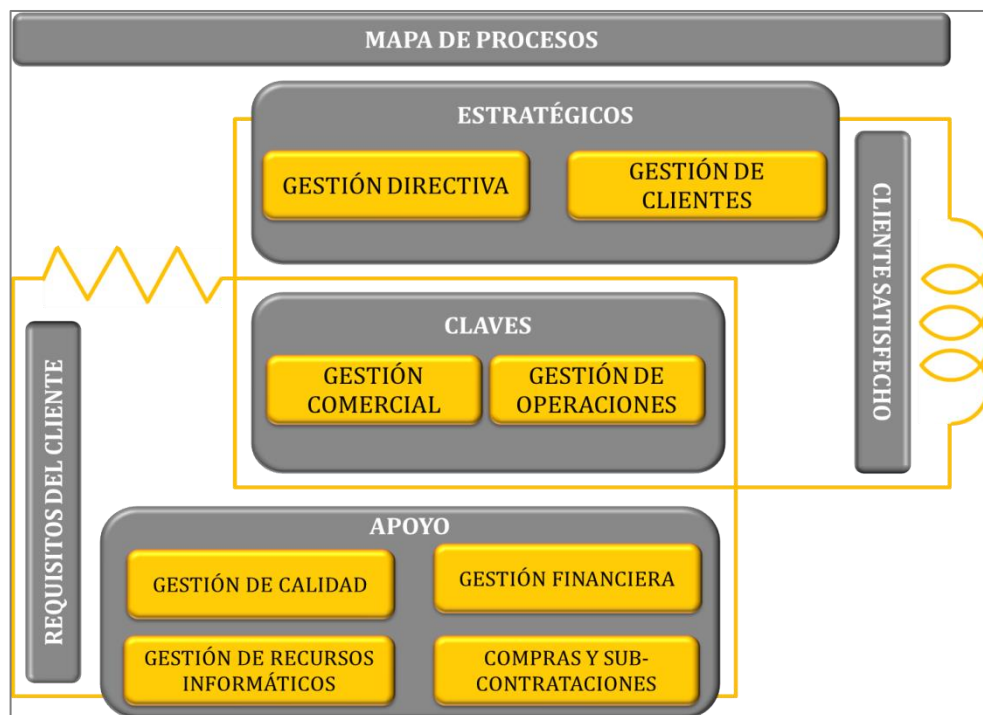 MAPA DE PROCESOS
ESTRATÉGICOS
GESTIÓN DIRECTIVA
GESTIÓN DE
CLIENTES
CLIENTE SATISFECHO
CLAVES
GESTIÓN
COMERCIAL
GESTIÓN DE
OPERACIONES
REQUISITOS DEL CLIENTE
APOYO
GESTIÓN DE CALIDAD
GESTIÓN FINANCIERA
GESTIÓN DE RECURSOS
INFORMÁTICOS
COMPRAS Y SUB-
CONTRATACIONES